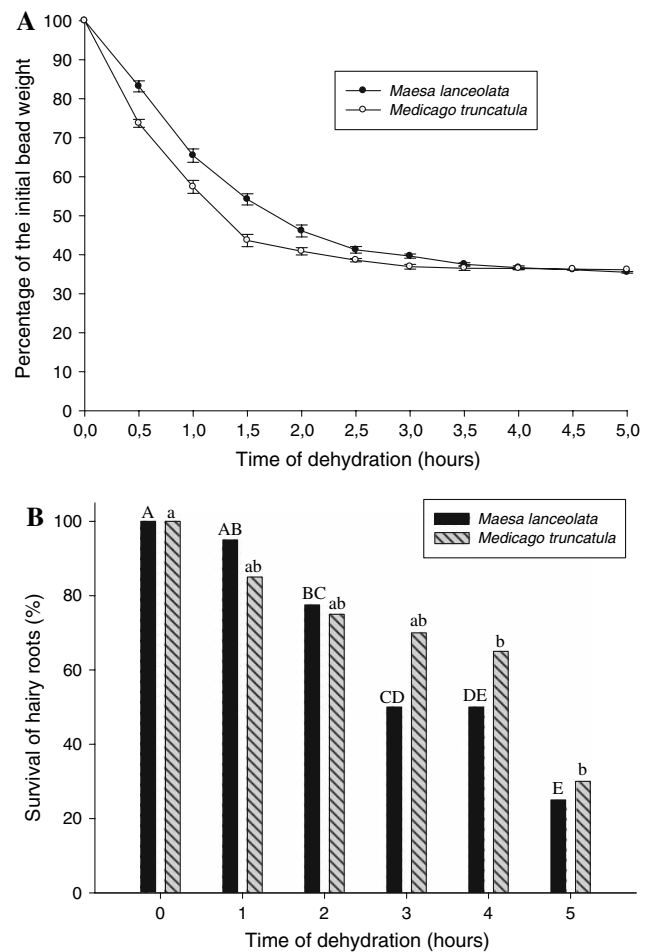 A
100
90
80
70
60
50
40
30
20
10
0
Percentage of the initial bead weight
Maesa lanceolata
Medicago truncatula
0,0 0,5 1,0 1,5 2,0 2,5 3,0 3,5 4,0 4,5 5,0
Time of dehydration (hours)
B
Maesa lanceolata
Medicago truncatula
100
80
60
40
20
0
Survival of hairy roots (%)
A a
AB ab
BC ab
CD ab
DE b
E b
0 1 2 3 4 5
Time of dehydration (hours)